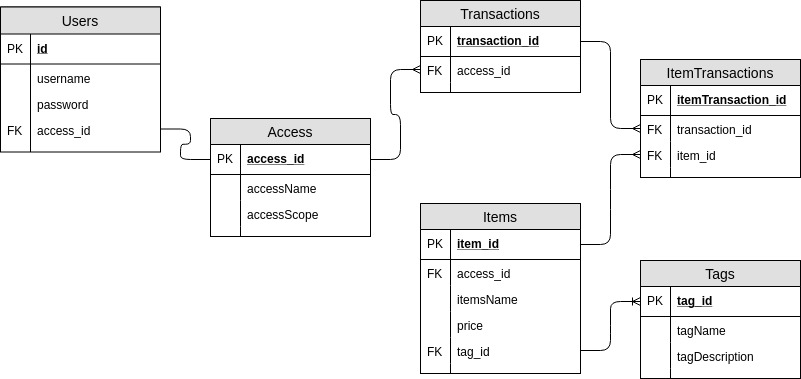 Users
PK id
username
password
FK access_id
Access
PK access_id
accessName
accessScope
Transactions
PK transaction_id
FK access_id
ItemTransactions
PK itemTransaction_id
FK transaction_id
FK item_id
Items
PK item_id
FK access_id
itemsName
price
FK tag_id
Tags
PK tag_id
tagName
tagDescription